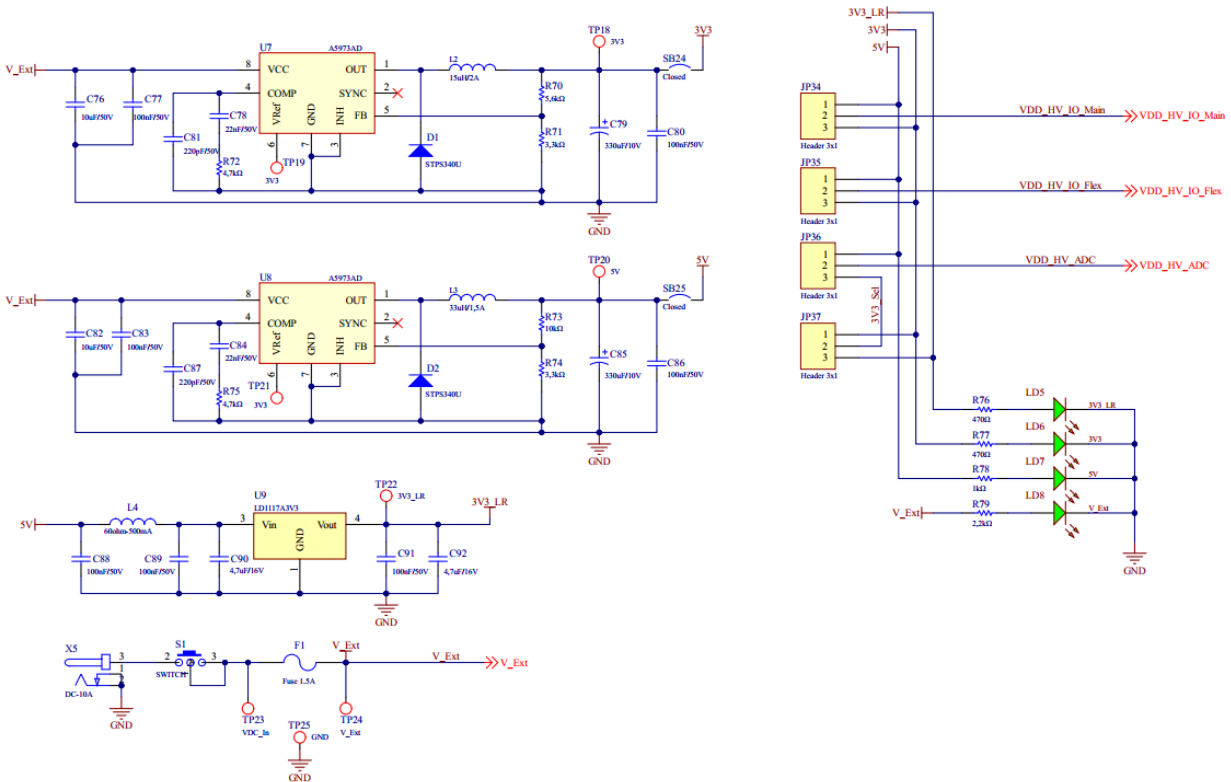 U7
A5973AD
V_Ext
8
VCC
OUT
1
4
COMP
SYNC
2
FB
5
VRef
GND
INH
6
7
3
C76
10uF/50V
C77
100nF/50V
C81
220pF/50V
C78
22nF/50V
R72
4,7kΩ
TP19
3V3
L2
15uH/2A
D1
STPS340U
R70
5,6kΩ
R71
3,3kΩ
TP18
3V3
C79
330uF/10V
C80
100nF/50V
SB24
Closed
3V3
GND
U8
A5973AD
V_Ext
8
VCC
OUT
1
4
COMP
SYNC
2
FB
5
VRef
GND
INH
6
7
3
C82
10uF/50V
C83
100nF/50V
C87
220pF/50V
C84
22nF/50V
R75
4,7kΩ
TP21
3V3
L3
33uH/1,5A
D2
STPS340U
R73
10kΩ
R74
3,3kΩ
TP20
5V
C85
330uF/10V
C86
100nF/50V
SB25
Closed
5V
GND
5V
L4
60ohm-500mA
C88
100nF/50V
C89
100nF/50V
C90
4,7uF/16V
U9
LD1117A3V3
3
Vin
Vout
4
GND
1
TP22
3V3_LR
3V3_LR
C91
100nF/50V
C92
4,7uF/16V
GND
X5
3
1
2
DC-10A
GND
S1
2
3
SWITCH
F1
Fuse 1.5A
TP23
VDC_In
V_Ext
TP24
V_Ext
V_Ext
V_Ext
TP25
GND
GND
3V3_LR
3V3
5V
JP34
1
2
3
Header 3x1
VDD_HV_IO_Main
VDD_HV_IO_Main
JP35
1
2
3
Header 3x1
VDD_HV_IO_Flex
VDD_HV_IO_Flex
JP36
1
2
3
Header 3x1
VDD_HV_ADC
VDD_HV_ADC
3V3_Sel
JP37
1
2
3
Header 3x1
R76
470Ω
LD5
3V3_LR
R77
470Ω
LD6
3V3
R78
1kΩ
LD7
5V
V_Ext
R79
2,2kΩ
LD8
V_Ext
GND